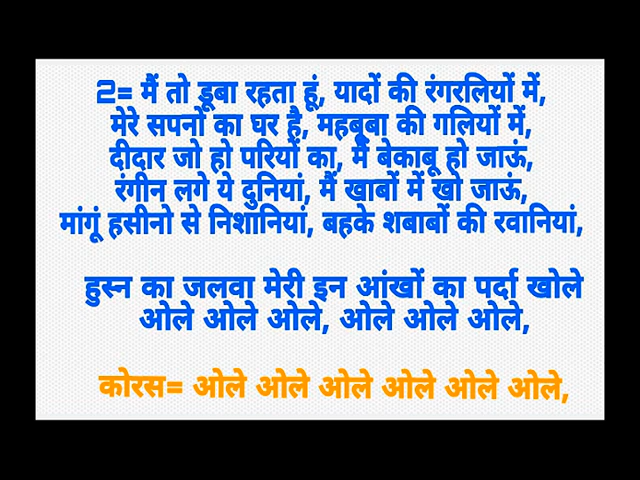 2= मैं तो डूबा रहता हूं, यादों की रंगरलियों में,
मेरे सपनों का घर है, महबूबा की गलियों में,
दीदार जो हो परियों का, मैं बेकाबू हो जाऊं,
रंगीन लगे ये दुनियां, मैं खाबों में खो जाऊं,
मांगूं हसीनो से निशानियां, बहके शबाबों की रवानियां,
हुस्न का जलवा मेरी इन आंखों का पर्दा खोले
ओले ओले ओले, ओले ओले ओले,
कोरस= ओले ओले ओले ओले ओले ओले,